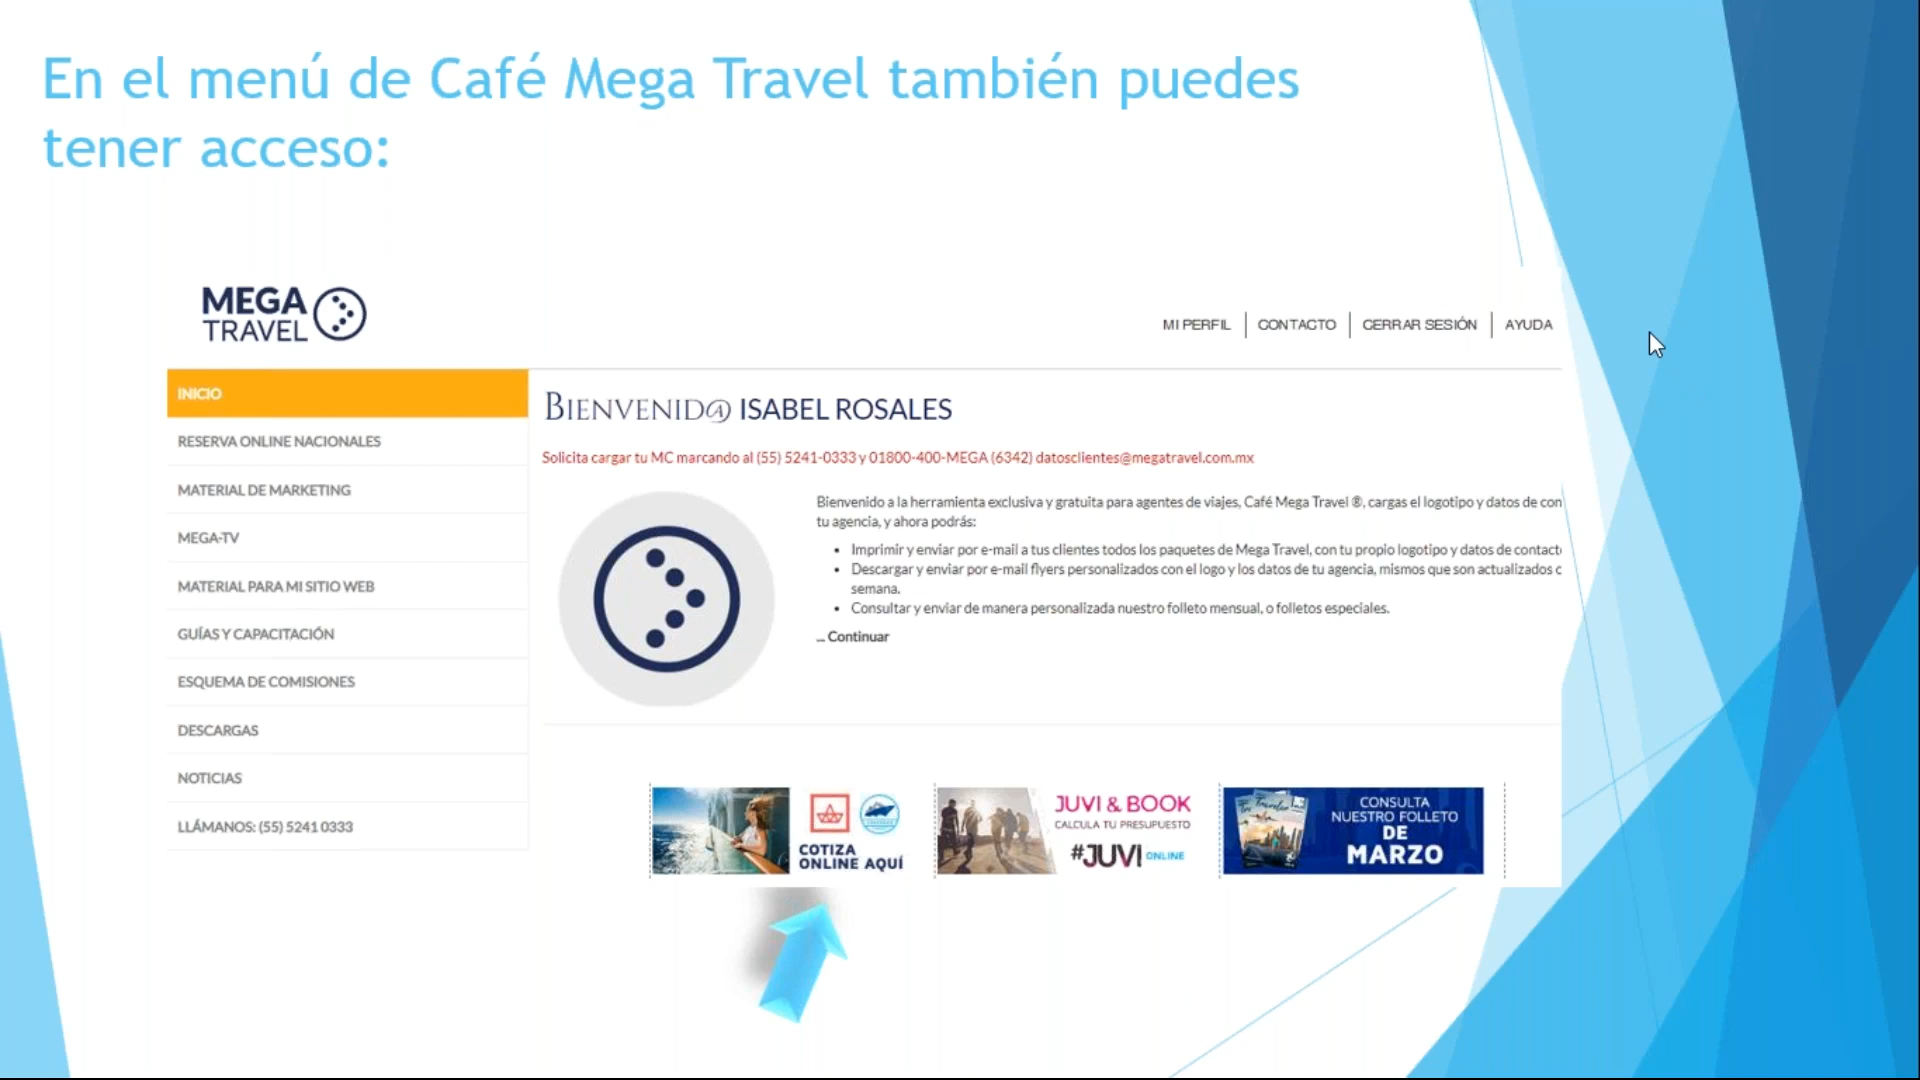 En el menú de Café Mega Travel también puedes
tener acceso:
MEGA
TRAVEL
MI PERFIL
CONTACTO
CERRAR SESIÓN
AYUDA
INICIO
RESERVA ONLINE NACIONALES
MATERIAL DE MARKETING
MEGA-TV
MATERIAL PARA MI SITIO WEB
GUÍAS Y CAPACITACIÓN
ESQUEMA DE COMISIONES
DESCARGAS
NOTICIAS
LLÁMANOS: (55) 5241 0333
BIENVENID@ ISABEL ROSALES
Solicita cargar tu MC marcando al (55) 5241-0333 y 01800-400-MEGA (6342) datosclientes@megatravel.com.mx
Bienvenido a la herramienta exclusiva y gratuita para agentes de viajes, Café Mega Travel ®, cargas el logotipo y datos de con
tu agencia, y ahora podrás:
• Imprimir y enviar por e-mail a tus clientes todos los paquetes de Mega Travel, con tu propio logotipo y datos de contact
• Descargar y enviar por e-mail flyers personalizados con el logo y los datos de tu agencia, mismos que son actualizados c
semana.
• Consultar y enviar de manera personalizada nuestro folleto mensual, o folletos especiales.
... Continuar
COTIZA
ONLINE AQUÍ
JUVI & BOOK
CALCULA TU PRESUPUESTO
#JUVI ONLINE
CONSULTA
NUESTRO FOLLETO
DE
MARZO